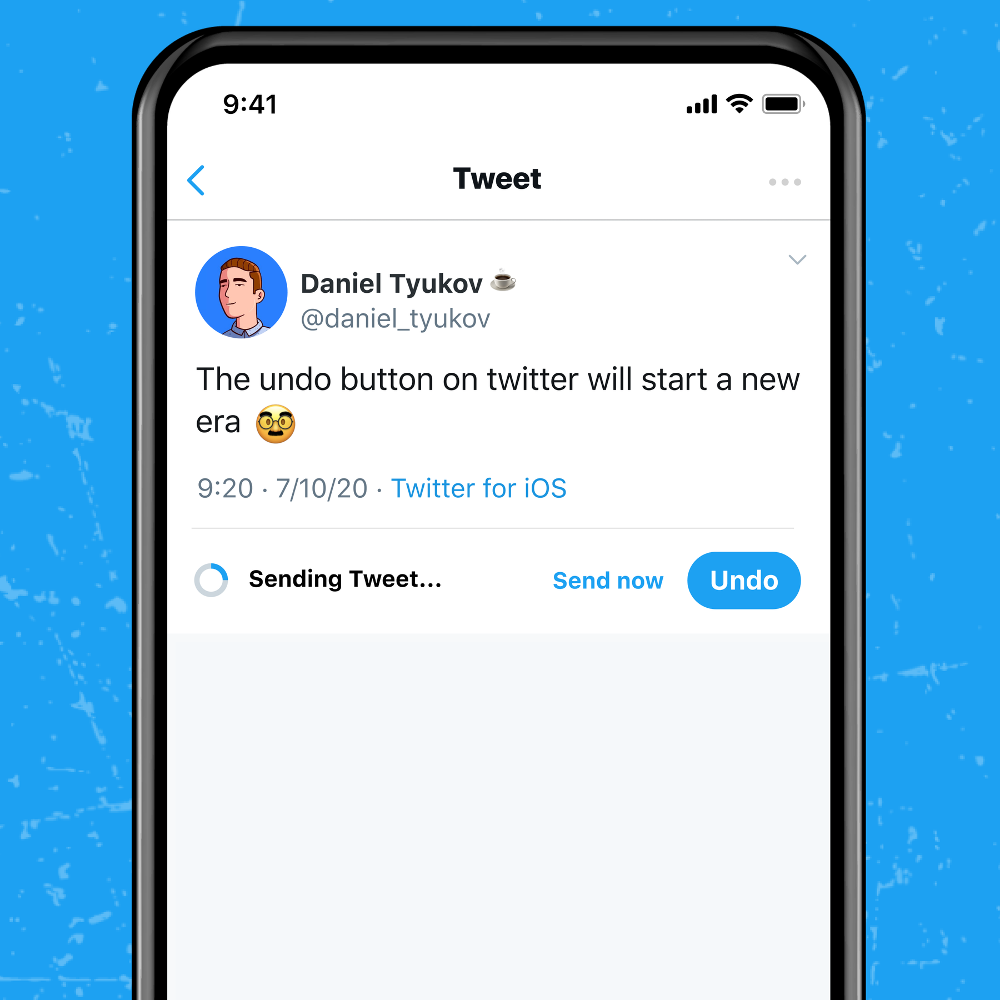 9:41
Tweet
Daniel Tyukov ☕
@daniel_tyukov
The undo button on twitter will start a new
era 🥸
9:20 · 7/10/20 · Twitter for iOS
Sending Tweet... Send now Undo